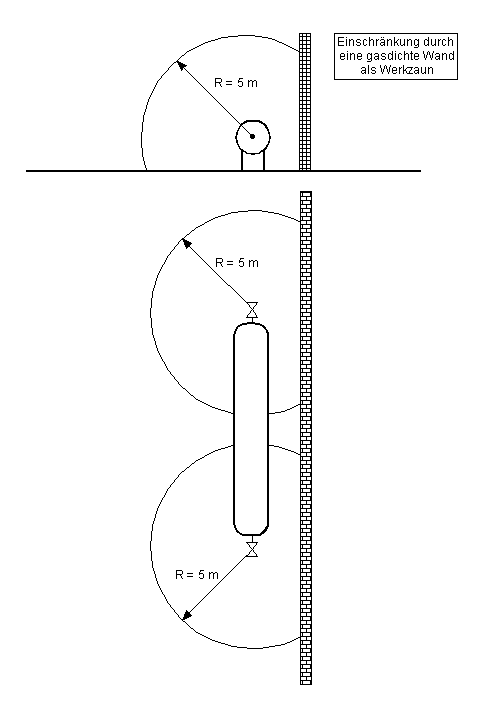 Einschränkung durch
eine gasdichte Wand
als Werkzaun
R = 5 m
R = 5 m
R = 5 m